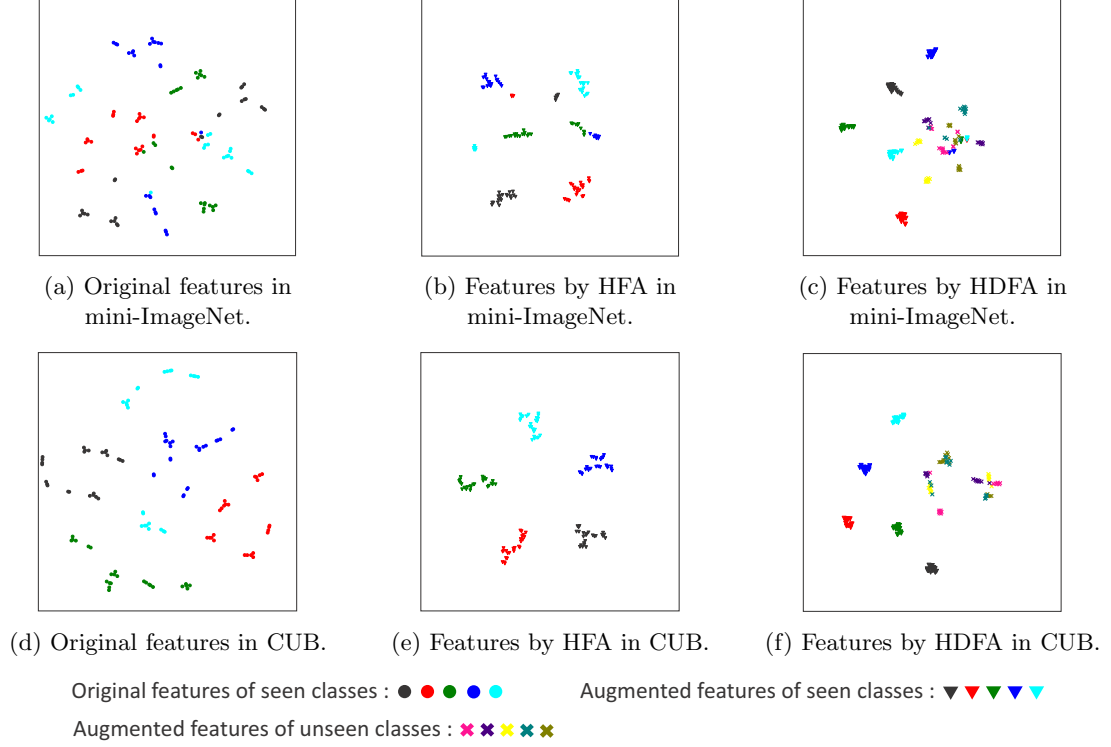 (a) Original features in
mini-ImageNet.
(b) Features by HFA in
mini-ImageNet.
(c) Features by HDFA in
mini-ImageNet.
(d) Original features in CUB.
(e) Features by HFA in CUB.
(f) Features by HDFA in CUB.
Original features of seen classes :
Augmented features of seen classes :
Augmented features of unseen classes :